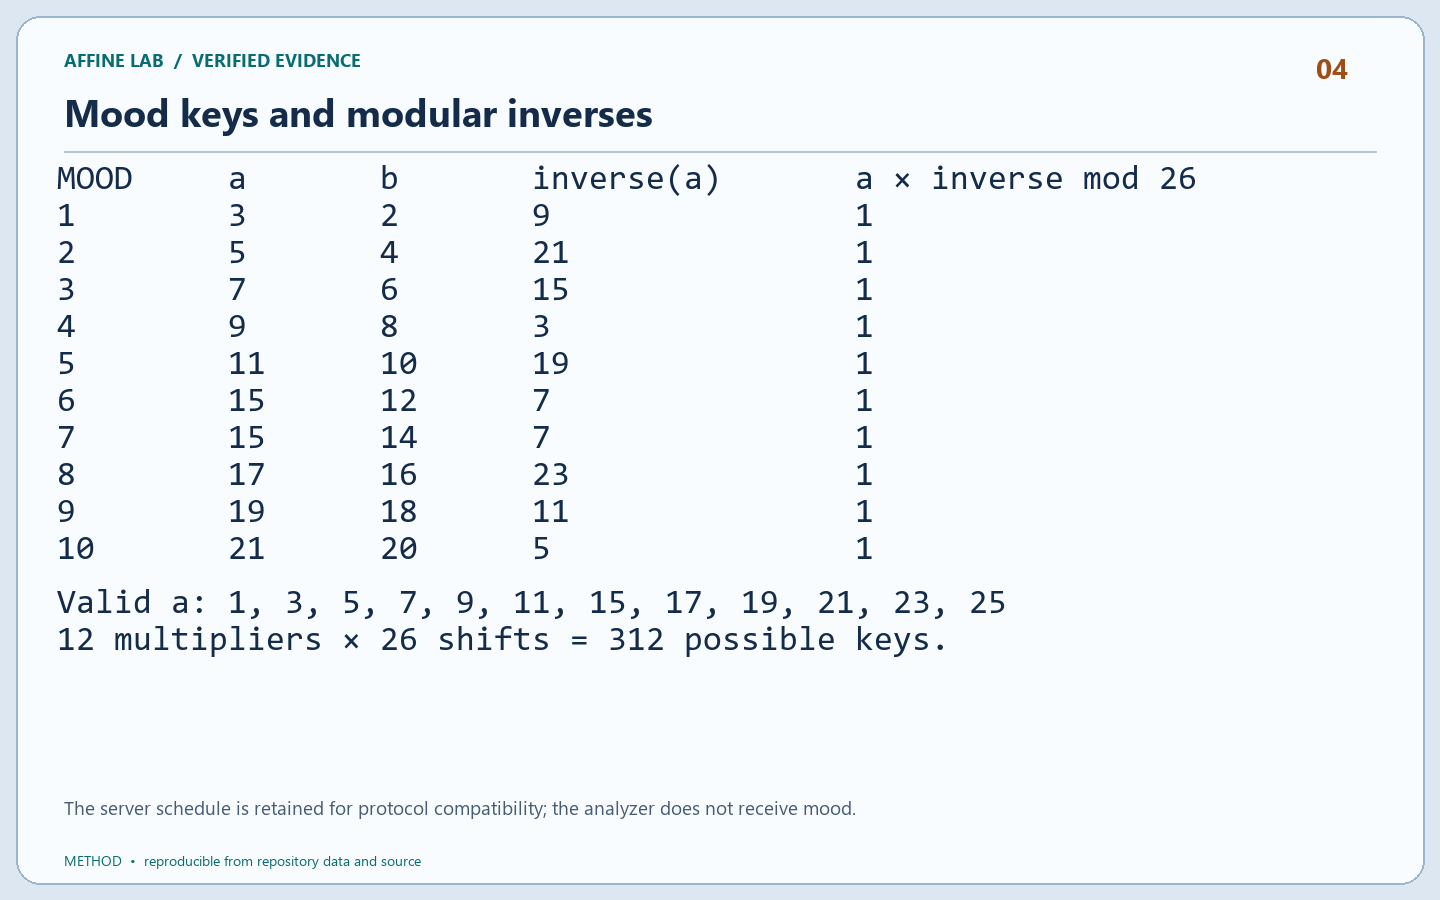 AFFINE LAB / VERIFIED EVIDENCE
04
Mood keys and modular inverses
MOOD a b inverse(a) a × inverse mod 26
1 3 2 9 1
2 5 4 21 1
3 7 6 15 1
4 9 8 3 1
5 11 10 19 1
6 15 12 7 1
7 15 14 7 1
8 17 16 23 1
9 19 18 11 1
10 21 20 5 1
Valid a: 1, 3, 5, 7, 9, 11, 15, 17, 19, 21, 23, 25
12 multipliers × 26 shifts = 312 possible keys.
The server schedule is retained for protocol compatibility; the analyzer does not receive mood.
METHOD • reproducible from repository data and source